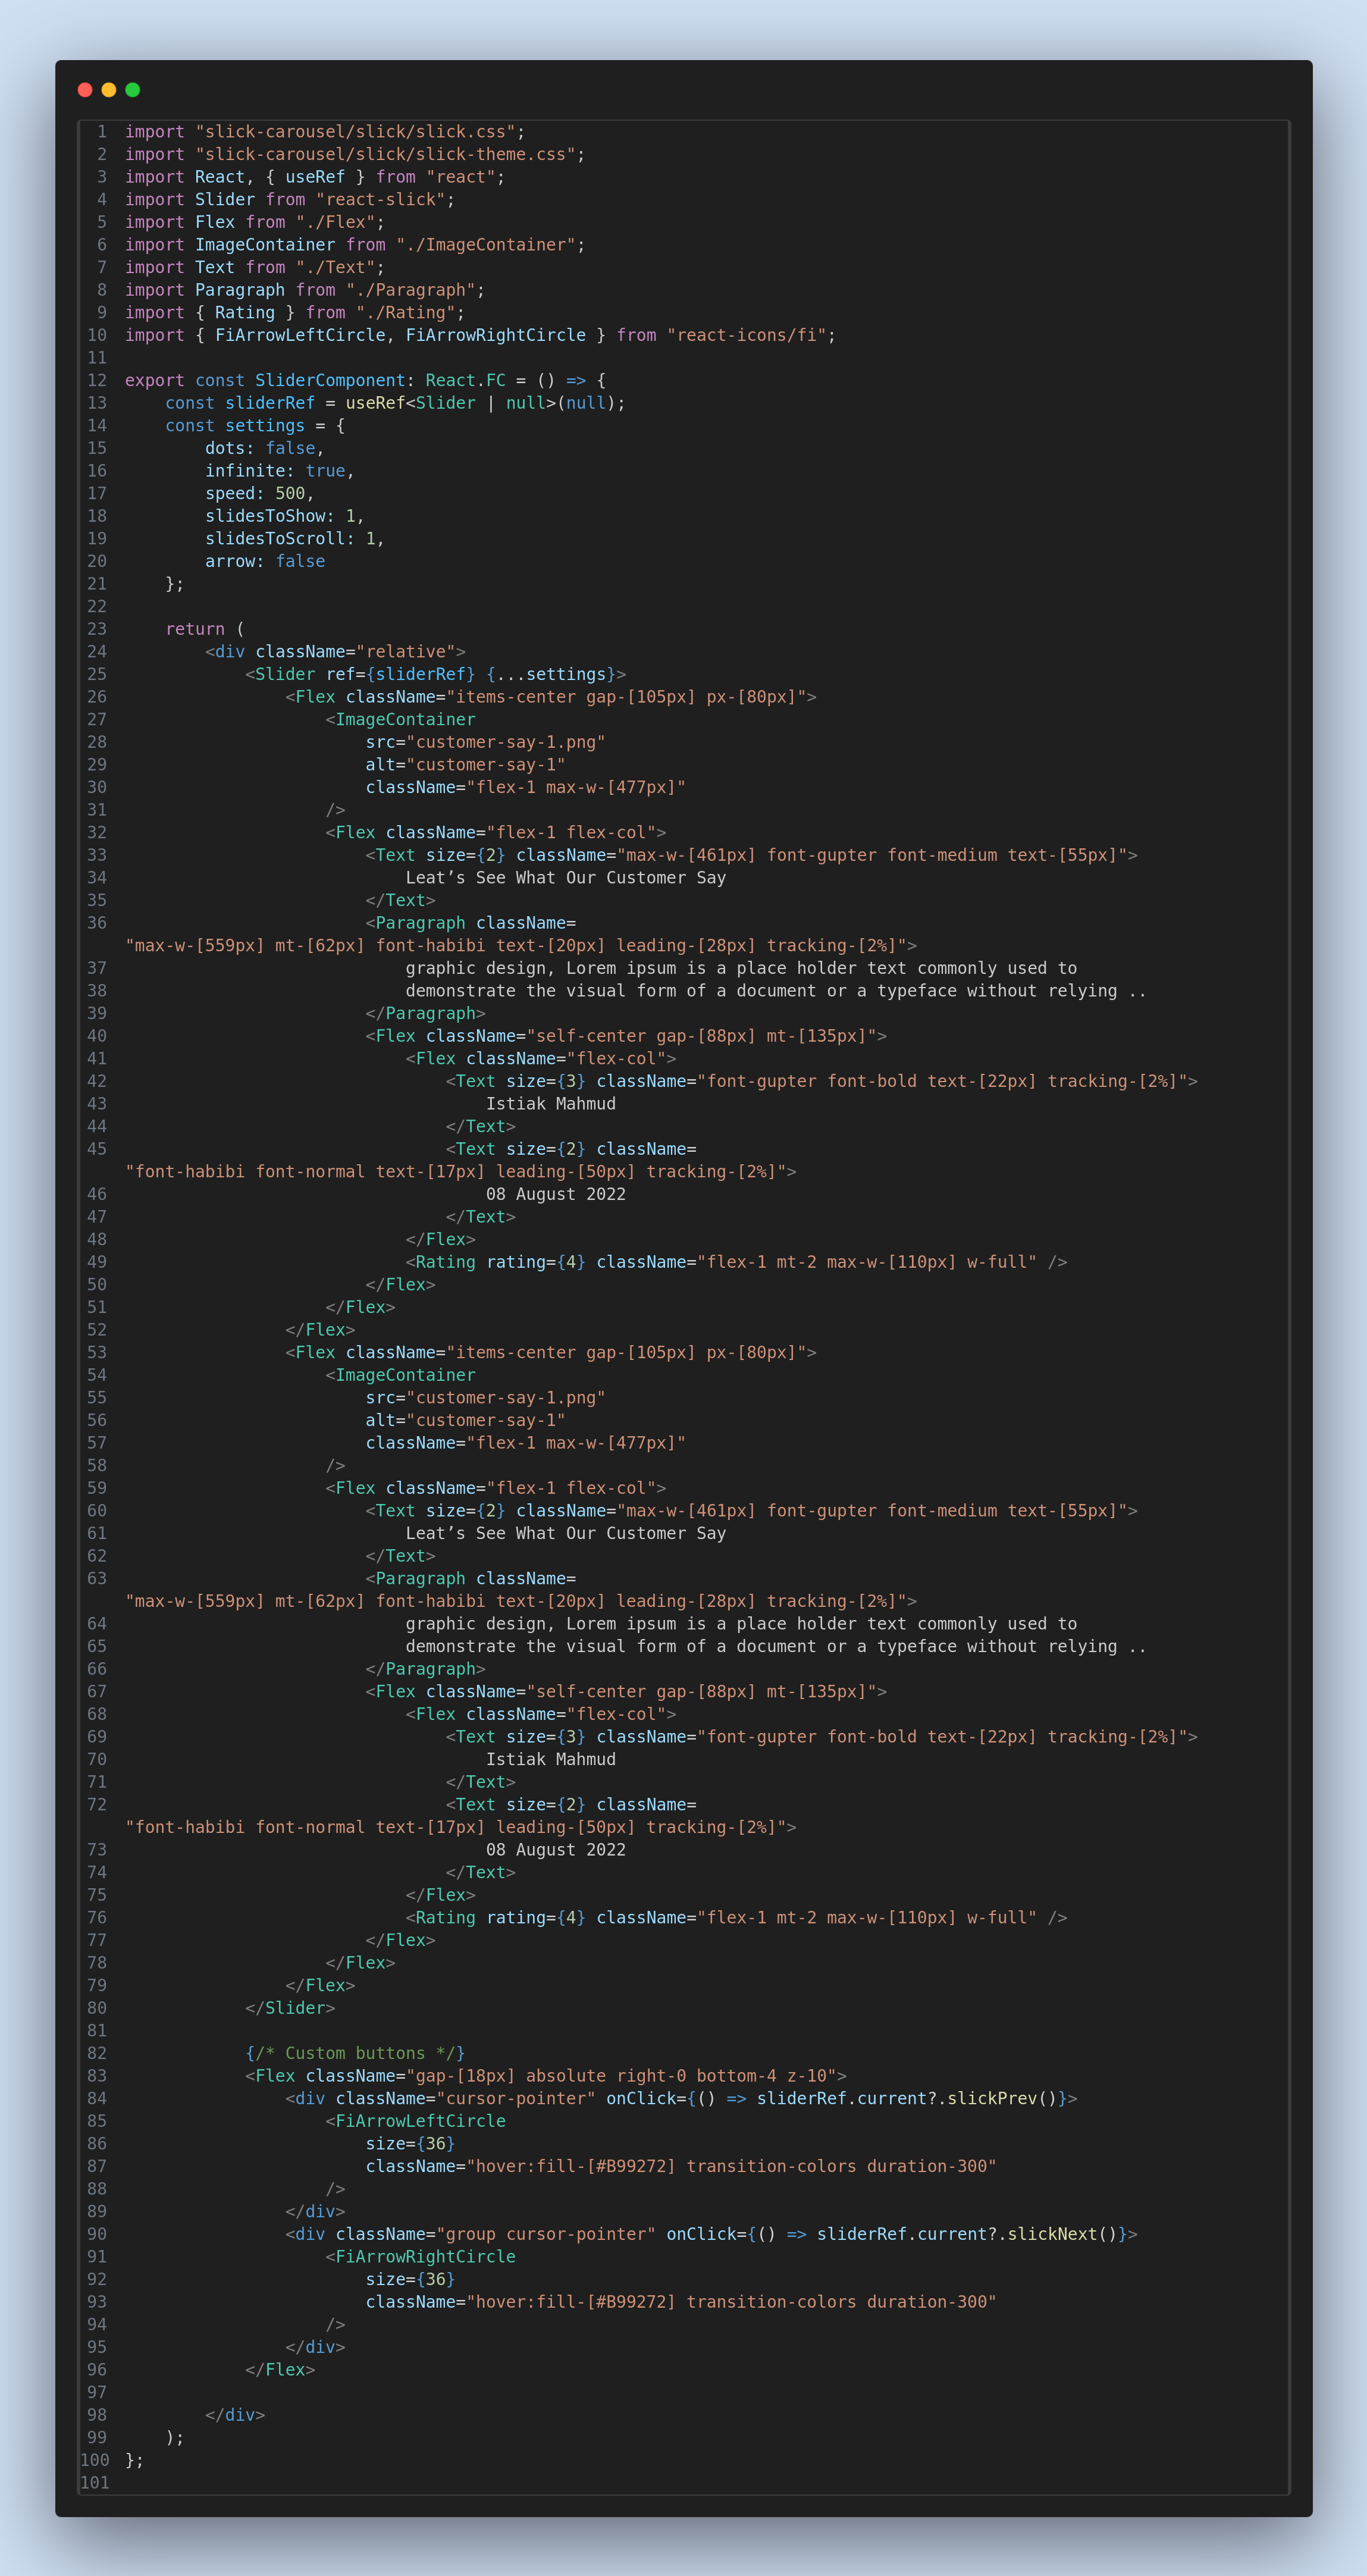 1 import "slick-carousel/slick/slick.css";
2 import "slick-carousel/slick/slick-theme.css";
3 import React, { useRef } from "react";
4 import Slider from "react-slick";
5 import Flex from "./Flex";
6 import ImageContainer from "./ImageContainer";
7 import Text from "./Text";
8 import Paragraph from "./Paragraph";
9 import { Rating } from "./Rating";
10 import { FiArrowLeftCircle, FiArrowRightCircle } from "react-icons/fi";
11
12 export const SliderComponent: React.FC = () => {
13     const sliderRef = useRef<Slider | null>(null);
14     const settings = {
15         dots: false,
16         infinite: true,
17         speed: 500,
18         slidesToShow: 1,
19         slidesToScroll: 1,
20         arrow: false
21     };
22
23     return (
24         <div className="relative">
25             <Slider ref={sliderRef} {...settings}>
26                 <Flex className="items-center gap-[105px] px-[80px]">
27                     <ImageContainer
28                         src="customer-say-1.png"
29                         alt="customer-say-1"
30                         className="flex-1 max-w-[477px]"
31                     />
32                     <Flex className="flex-1 flex-col">
33                         <Text size={2} className="max-w-[461px] font-gupter font-medium text-[55px]">
34                             Leat’s See What Our Customer Say
35                         </Text>
36                         <Paragraph className=
"max-w-[559px] mt-[62px] font-habibi text-[20px] leading-[28px] tracking-[2%]">
37                             graphic design, Lorem ipsum is a place holder text commonly used to
38                             demonstrate the visual form of a document or a typeface without relying ..
39                         </Paragraph>
40                         <Flex className="self-center gap-[88px] mt-[135px]">
41                             <Flex className="flex-col">
42                                 <Text size={3} className="font-gupter font-bold text-[22px] tracking-[2%]">
43                                     Istiak Mahmud
44                                 </Text>
45                                 <Text size={2} className=
"font-habibi font-normal text-[17px] leading-[50px] tracking-[2%]">
46                                     08 August 2022
47                                 </Text>
48                             </Flex>
49                             <Rating rating={4} className="flex-1 mt-2 max-w-[110px] w-full" />
50                         </Flex>
51                     </Flex>
52                 </Flex>
53                 <Flex className="items-center gap-[105px] px-[80px]">
54                     <ImageContainer
55                         src="customer-say-1.png"
56                         alt="customer-say-1"
57                         className="flex-1 max-w-[477px]"
58                     />
59                     <Flex className="flex-1 flex-col">
60                         <Text size={2} className="max-w-[461px] font-gupter font-medium text-[55px]">
61                             Leat’s See What Our Customer Say
62                         </Text>
63                         <Paragraph className=
"max-w-[559px] mt-[62px] font-habibi text-[20px] leading-[28px] tracking-[2%]">
64                             graphic design, Lorem ipsum is a place holder text commonly used to
65                             demonstrate the visual form of a document or a typeface without relying ..
66                         </Paragraph>
67                         <Flex className="self-center gap-[88px] mt-[135px]">
68                             <Flex className="flex-col">
69                                 <Text size={3} className="font-gupter font-bold text-[22px] tracking-[2%]">
70                                     Istiak Mahmud
71                                 </Text>
72                                 <Text size={2} className=
"font-habibi font-normal text-[17px] leading-[50px] tracking-[2%]">
73                                     08 August 2022
74                                 </Text>
75                             </Flex>
76                             <Rating rating={4} className="flex-1 mt-2 max-w-[110px] w-full" />
77                         </Flex>
78                     </Flex>
79                 </Flex>
80             </Slider>
81
82             {/* Custom buttons */}
83             <Flex className="gap-[18px] absolute right-0 bottom-4 z-10">
84                 <div className="cursor-pointer" onClick={() => sliderRef.current?.slickPrev()}>
85                     <FiArrowLeftCircle
86                         size={36}
87                         className="hover:fill-[#B99272] transition-colors duration-300"
88                     />
89                 </div>
90                 <div className="group cursor-pointer" onClick={() => sliderRef.current?.slickNext()}>
91                     <FiArrowRightCircle
92                         size={36}
93                         className="hover:fill-[#B99272] transition-colors duration-300"
94                     />
95                 </div>
96             </Flex>
97
98         </div>
99     );
100 };
101